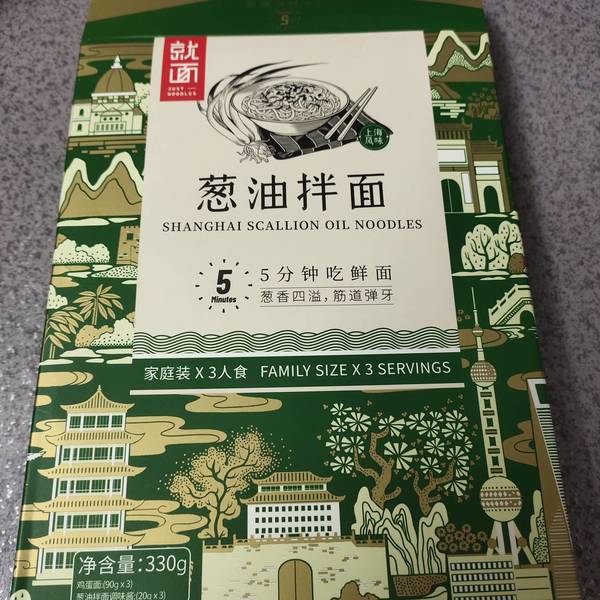 就面
JUST
NOODLES
上海
风味
葱油拌面
SHANGHAI SCALLION OIL NOODLES
5
Minutes
5分钟吃鲜面
葱香四溢，筋道弹牙
家庭装 X 3人食 FAMILY SIZE X 3 SERVINGS
净含量：330g
鸡蛋面:(90g x 3)
葱油拌面调味酱:(20g x 3)